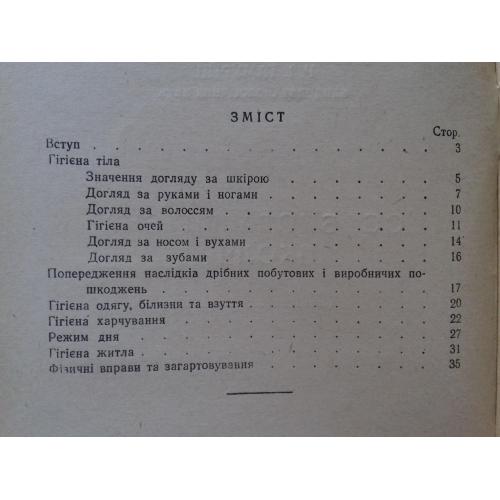 ЗМІСТ
Стор.
Вступ . . . . . . . . . . . . . . . 3
Гігієна тіла
Значення догляду за шкірою . . . . . . 5
Догляд за руками і ногами . . . . . . 7
Догляд за волоссям . . . . . . . . . 10
Гігієна очей . . . . . . . . . . 11
Догляд за носом і вухами . . . . . . . 14
Догляд за зубами . . . . . . . . . 16
Попередження наслідків дрібних побутових і виробничих по-
шкоджень . . . . . . . . . . . . . 17
Гігієна одягу, білизни та взуття . . . . . . . . 20
Гігієна харчування . . . . . . . . . . . 22
Режим дня . . . . . . . . . . . . . 27
Гігієна житла . . . . . . . . . . . . . 31
Фізичні вправи та загартовування . . . . . . . . 35